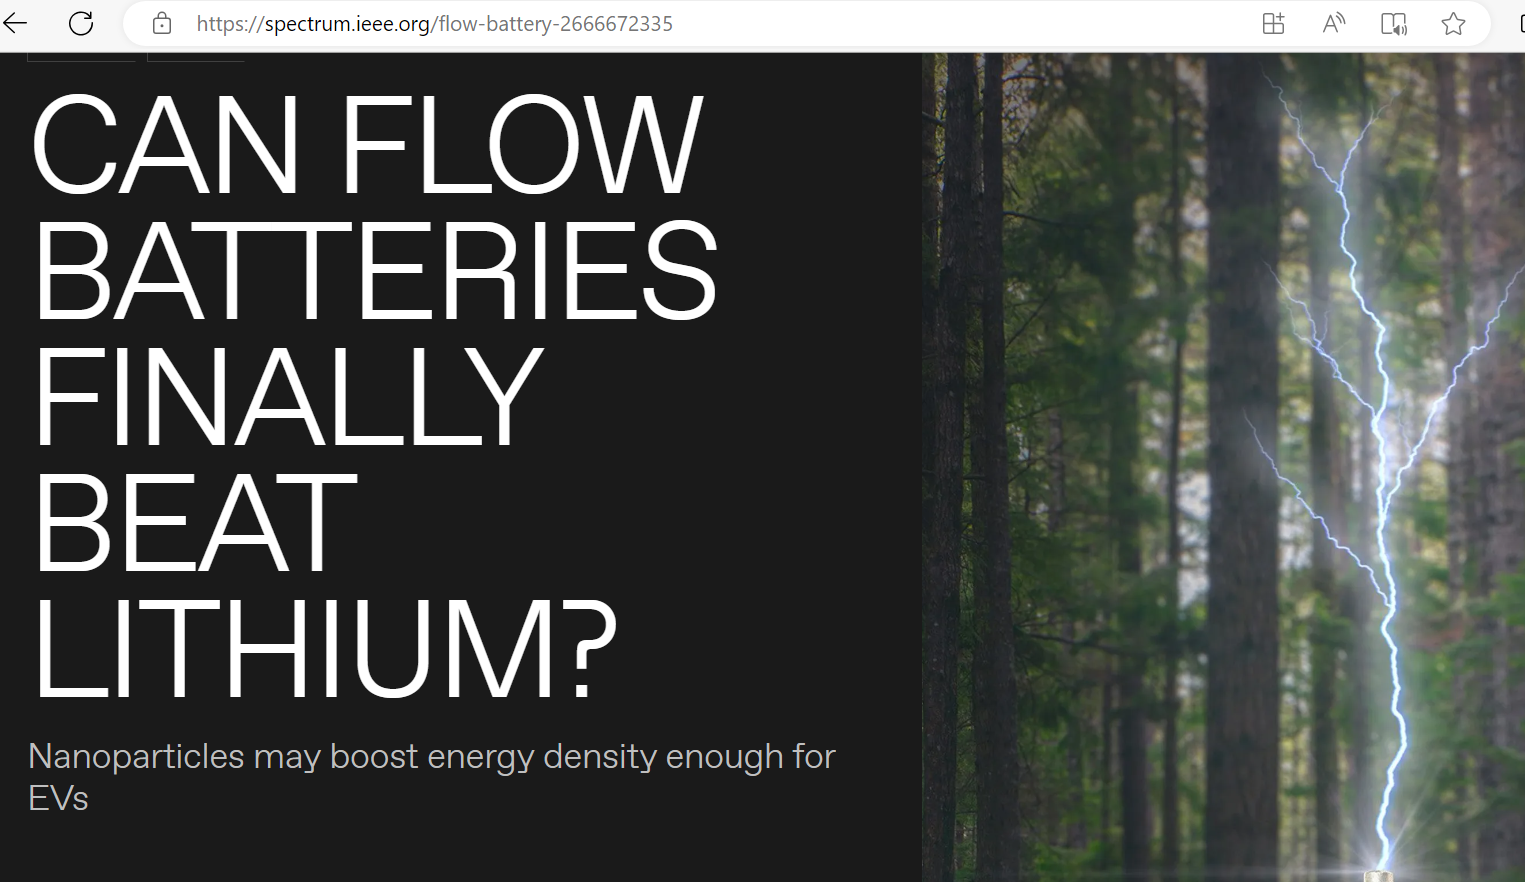 https://spectrum.ieee.org/flow-battery-2666672335
CAN FLOW
BATTERIES
FINALLY
BEAT
LITHIUM?
Nanoparticles may boost energy density enough for
EVs